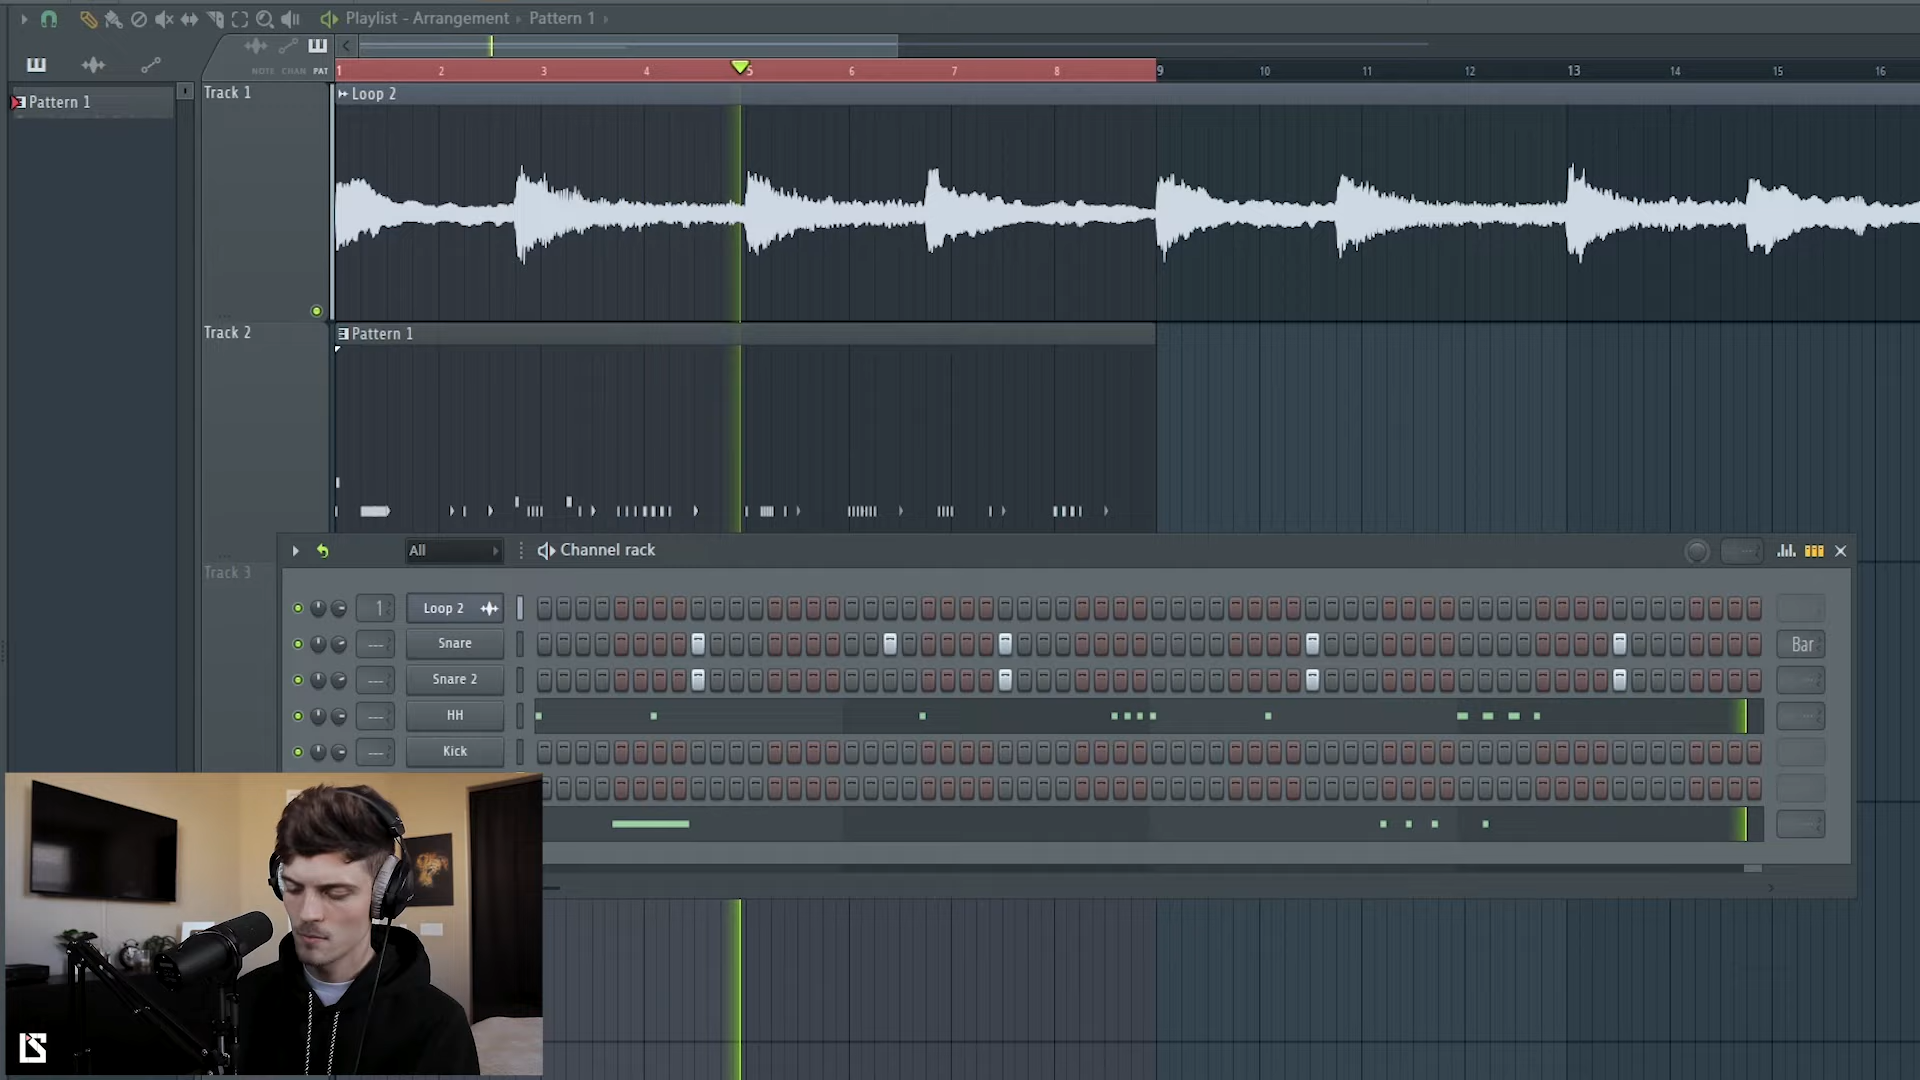 Playlist - Arrangement › Pattern 1 ›
NOTE CHAN PAT
1 2 3 4 5 6 7 8 9 10 11 12 13 14 15 16
Pattern 1
Track 1
Loop 2
Track 2
Pattern 1
Track 3
All
Channel rack
1
Loop 2
Snare
Bar
Snare 2
HH
Kick
LS